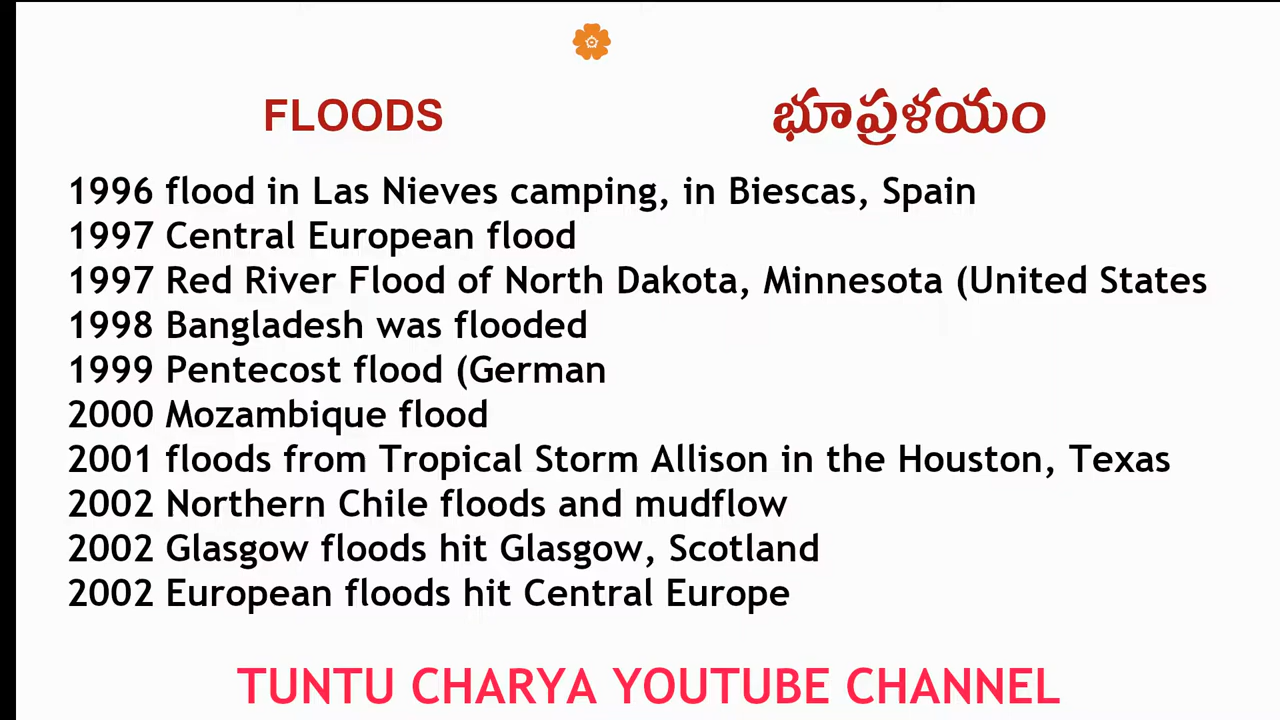 FLOODS భూప్రళయం
1996 flood in Las Nieves camping, in Biescas, Spain
1997 Central European flood
1997 Red River Flood of North Dakota, Minnesota (United States
1998 Bangladesh was flooded
1999 Pentecost flood (German
2000 Mozambique flood
2001 floods from Tropical Storm Allison in the Houston, Texas
2002 Northern Chile floods and mudflow
2002 Glasgow floods hit Glasgow, Scotland
2002 European floods hit Central Europe
TUNTU CHARYA YOUTUBE CHANNEL